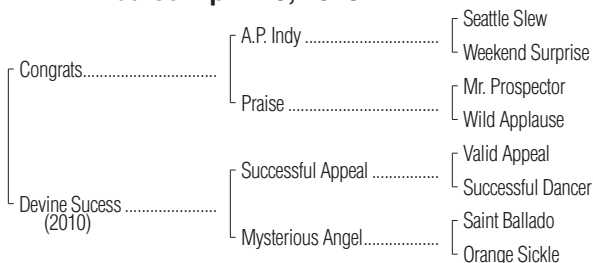 Congrats
Devine Sucess
(2010)
A.P. Indy
Praise
Successful Appeal
Mysterious Angel
Seattle Slew
Weekend Surprise
Mr. Prospector
Wild Applause
Valid Appeal
Successful Dancer
Saint Ballado
Orange Sickle